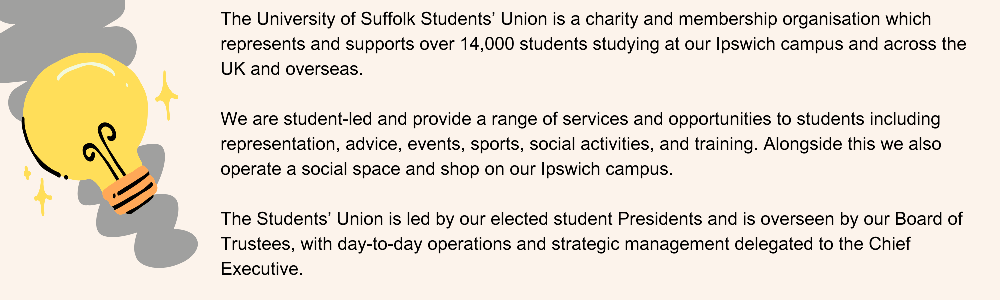 The University of Suffolk Students’ Union is a charity and membership organisation which
represents and supports over 14,000 students studying at our Ipswich campus and across the
UK and overseas.
We are student-led and provide a range of services and opportunities to students including
representation, advice, events, sports, social activities, and training. Alongside this we also
operate a social space and shop on our Ipswich campus.
The Students’ Union is led by our elected student Presidents and is overseen by our Board of
Trustees, with day-to-day operations and strategic management delegated to the Chief
Executive.